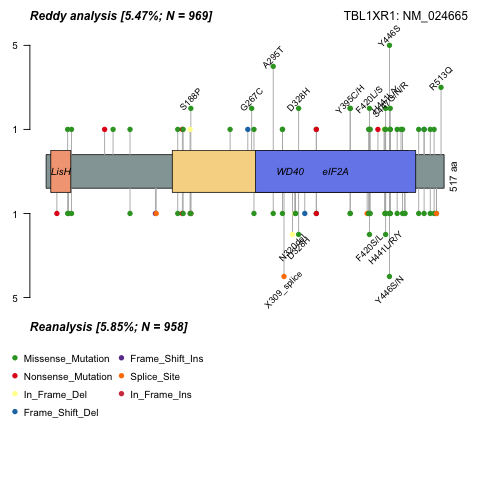 Reddy analysis [5.47%; N = 969]
TBL1XR1: NM_024665
5
1
S188P
G267C
A295T
D328H
Y395C/H
F420L/S
Y446S
R513Q
LisH
WD40
eIF2A
517 aa
1
5
X309_splice
D328H
F420S/L
H441L/R/Y
Y446S/N
Reanalysis [5.85%; N = 958]
Missense_Mutation
Frame_Shift_Ins
Nonsense_Mutation
Splice_Site
In_Frame_Del
In_Frame_Ins
Frame_Shift_Del